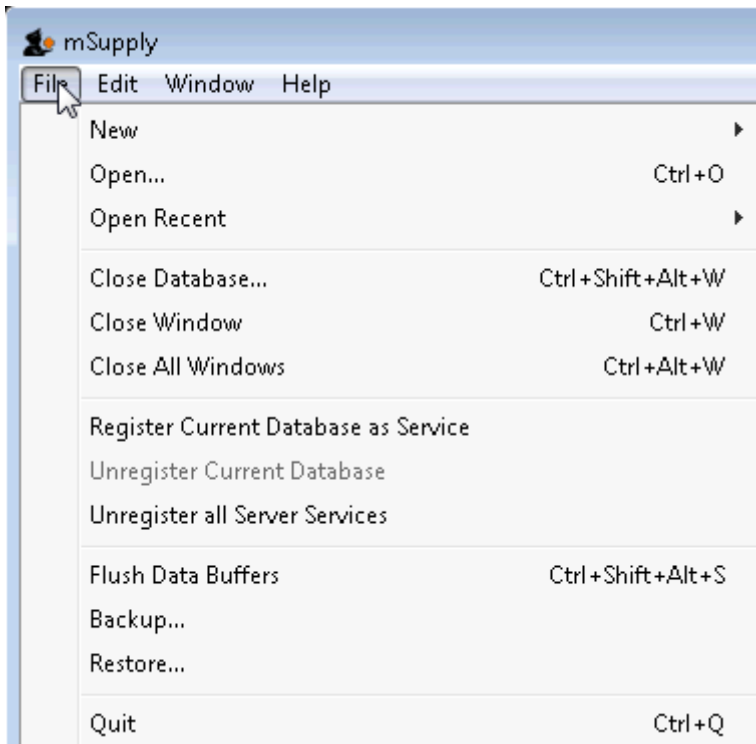 mSupply
File Edit Window Help
New
Open... Ctrl+O
Open Recent
Close Database... Ctrl+Shift+Alt+W
Close Window Ctrl+W
Close All Windows Ctrl+Alt+W
Register Current Database as Service
Unregister Current Database
Unregister all Server Services
Flush Data Buffers Ctrl+Shift+Alt+S
Backup...
Restore...
Quit Ctrl+Q